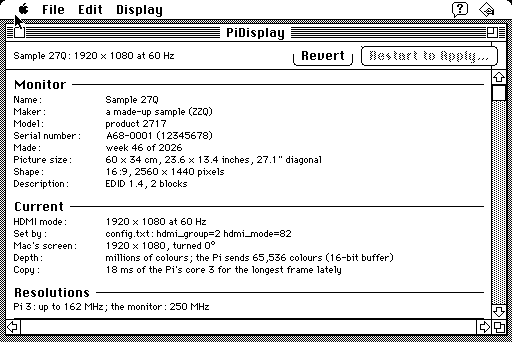 File Edit Display
PiDisplay
Sample 27Q: 1920 × 1080 at 60 Hz
Revert
Restart to Apply...
Monitor
Name: Sample 27Q
Maker: a made-up sample (ZZQ)
Model: product 2717
Serial number: A68-0001 (12345678)
Made: week 46 of 2026
Picture size: 60 × 34 cm, 23.6 × 13.4 inches, 27.1" diagonal
Shape: 16:9, 2560 × 1440 pixels
Description: EDID 1.4, 2 blocks
Current
HDMI mode: 1920 × 1080 at 60 Hz
Set by: config.txt: hdmi_group=2 hdmi_mode=82
Mac's screen: 1920 × 1080, turned 0°
Depth: millions of colours; the Pi sends 65,536 colours (16-bit buffer)
Copy: 18 ms of the Pi's core 3 for the longest frame lately
Resolutions
Pi 3: up to 162 MHz; the monitor: 250 MHz